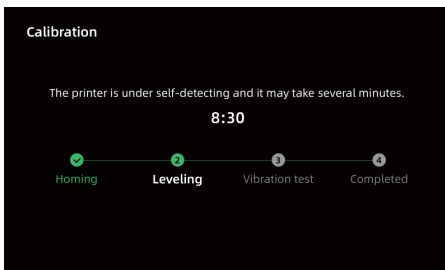 Calibration
The printer is under self-detecting and it may take several minutes.
8:30
2 3 4
Homing Leveling Vibration test Completed